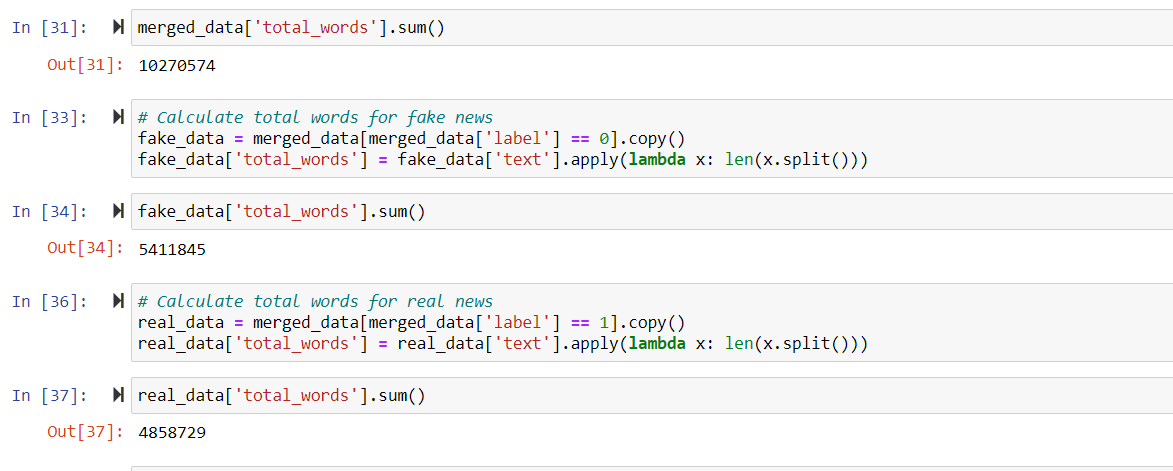 In [31]: merged_data['total_words'].sum()
Out[31]: 10270574
In [33]: # Calculate total words for fake news
fake_data = merged_data[merged_data['label'] == 0].copy()
fake_data['total_words'] = fake_data['text'].apply(lambda x: len(x.split()))
In [34]: fake_data['total_words'].sum()
Out[34]: 5411845
In [36]: # Calculate total words for real news
real_data = merged_data[merged_data['label'] == 1].copy()
real_data['total_words'] = real_data['text'].apply(lambda x: len(x.split()))
In [37]: real_data['total_words'].sum()
Out[37]: 4858729